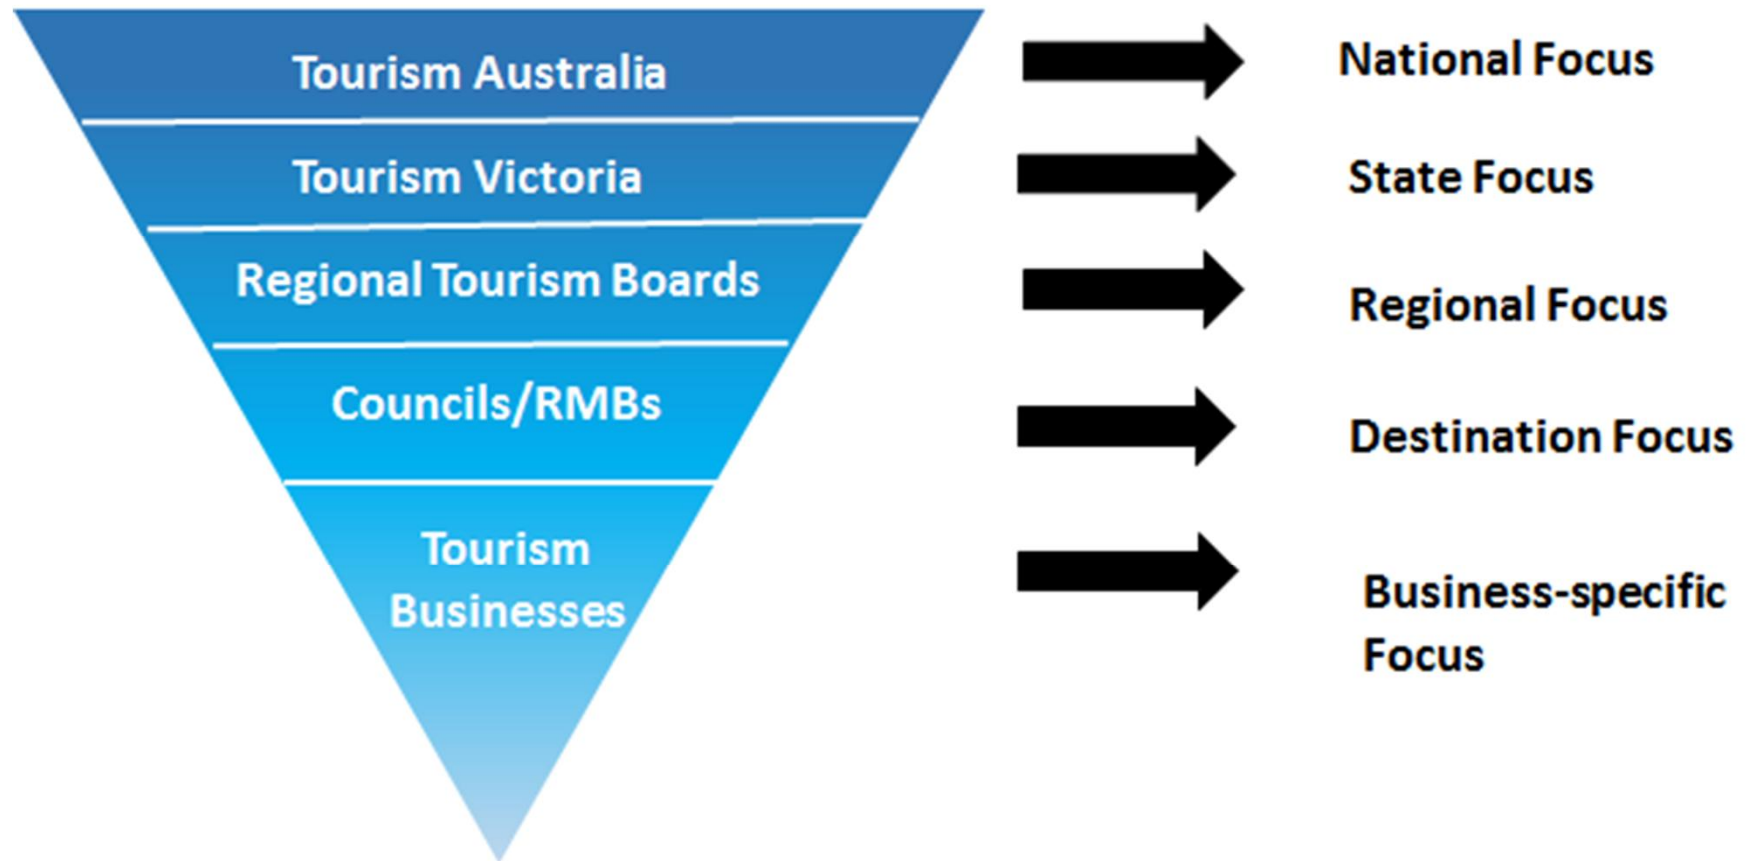 Tourism Australia
National Focus
Tourism Victoria
State Focus
Regional Tourism Boards
Regional Focus
Councils/RMBs
Destination Focus
Tourism
Businesses
Business-specific
Focus